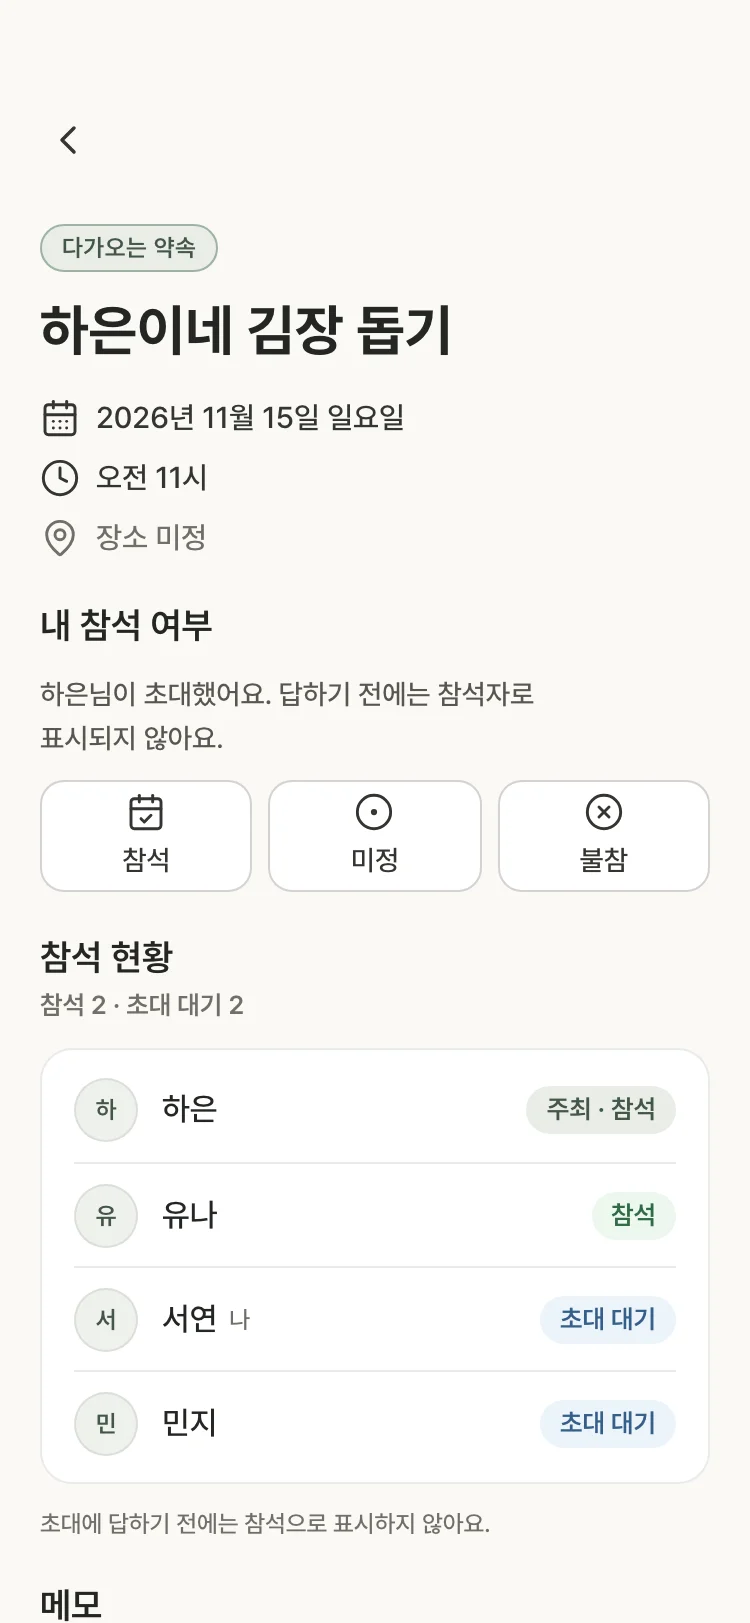 다가오는 약속
하은이네 김장 돕기
2026년 11월 15일 일요일
오전 11시
장소 미정
내 참석 여부
하은님이 초대했어요. 답하기 전에는 참석자로
표시되지 않아요.
참석 미정 불참
참석 현황
참석 2 · 초대 대기 2
하 하은 주최 · 참석
유 유나 참석
서 서연 나 초대 대기
민 민지 초대 대기
초대에 답하기 전에는 참석으로 표시하지 않아요.
메모